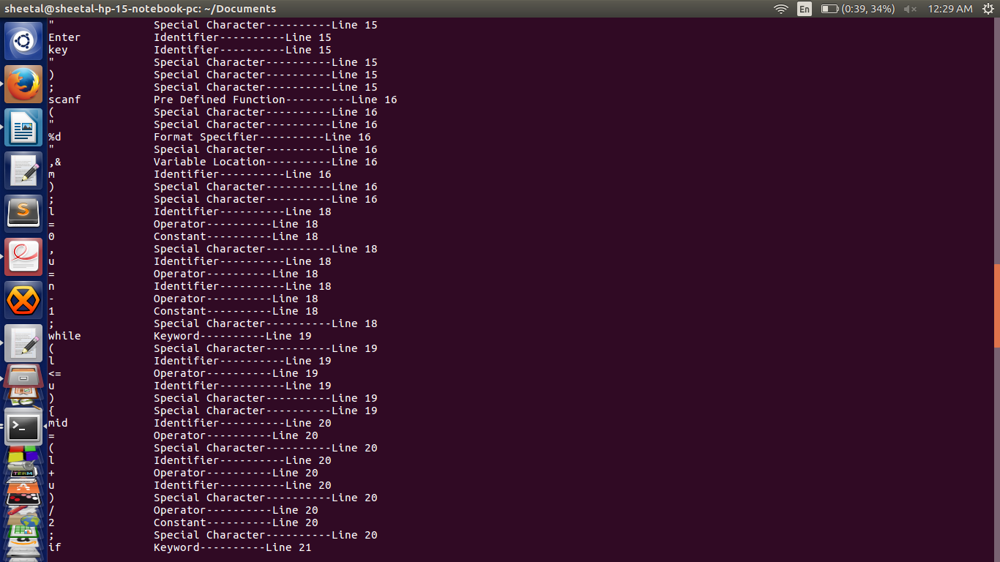 sheetal@sheetal-hp-15-notebook-pc: ~/Documents En (0:39, 34%) 12:29 AM
" Special Character----------Line 15
Enter Identifier----------Line 15
key Identifier----------Line 15
" Special Character----------Line 15
) Special Character----------Line 15
; Special Character----------Line 15
scanf Pre Defined Function----------Line 16
( Special Character----------Line 16
" Special Character----------Line 16
%d Format Specifier----------Line 16
" Special Character----------Line 16
,& Variable Location----------Line 16
m Identifier----------Line 16
) Special Character----------Line 16
; Special Character----------Line 16
l Identifier----------Line 18
= Operator----------Line 18
0 Constant----------Line 18
, Special Character----------Line 18
u Identifier----------Line 18
= Operator----------Line 18
n Identifier----------Line 18
- Operator----------Line 18
1 Constant----------Line 18
; Special Character----------Line 18
while Keyword----------Line 19
( Special Character----------Line 19
l Identifier----------Line 19
<= Operator----------Line 19
u Identifier----------Line 19
) Special Character----------Line 19
{ Special Character----------Line 19
mid Identifier----------Line 20
= Operator----------Line 20
( Special Character----------Line 20
l Identifier----------Line 20
+ Operator----------Line 20
u Identifier----------Line 20
) Special Character----------Line 20
/ Operator----------Line 20
2 Constant----------Line 20
; Special Character----------Line 20
if Keyword----------Line 21
S
>_
TERM
A
a